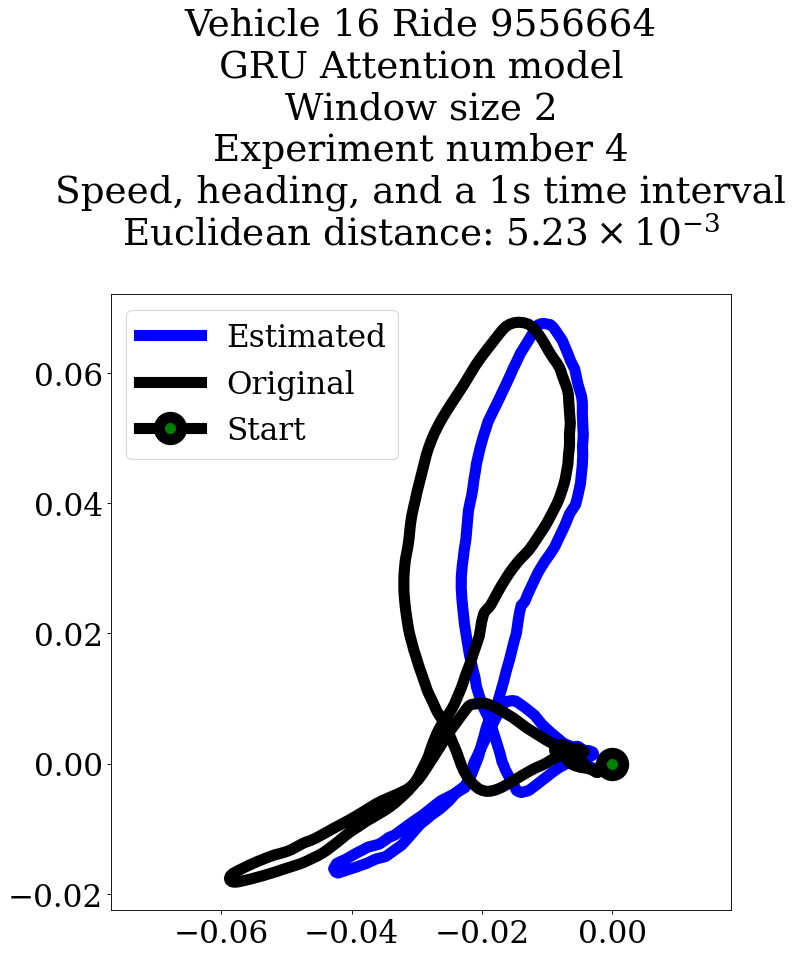 Vehicle 16 Ride 9556664
GRU Attention model
Window size 2
Experiment number 4
Speed, heading, and a 1s time interval
Euclidean distance: 5.23 × 10⁻³
Estimated
Original
Start
0.06
0.04
0.02
0.00
−0.02
−0.06
−0.04
−0.02
0.00